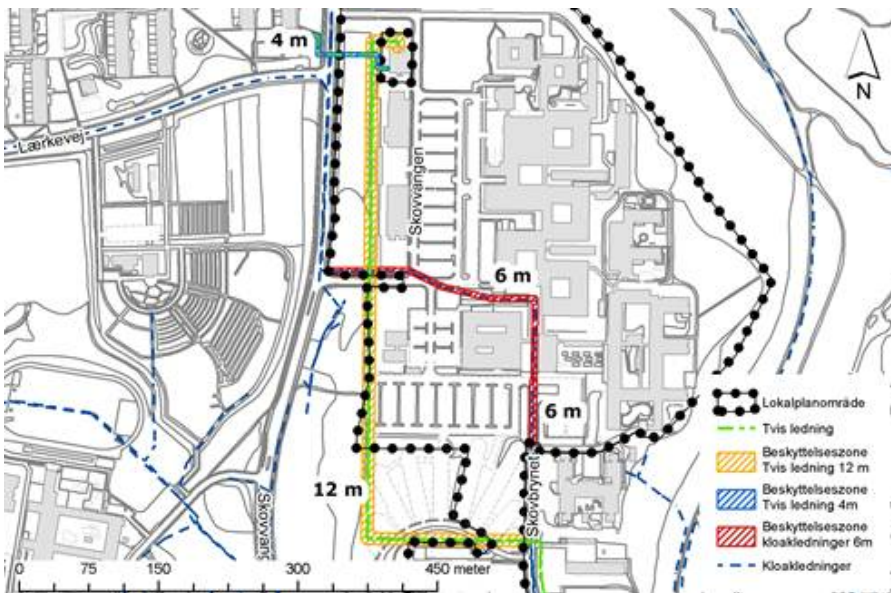 4 m
N
Lærkevej
Skovvangen
6 m
6 m
12 m
Skovbrynet
Skovvang
Lokalplanområde
Tvis ledning
Beskyttelseszone
Tvis ledning 12 m
Beskyttelseszone
Tvis ledning 4m
Beskyttelseszone
kloakledninger 6m
Kloakledninger
0 75 150 300 450 meter